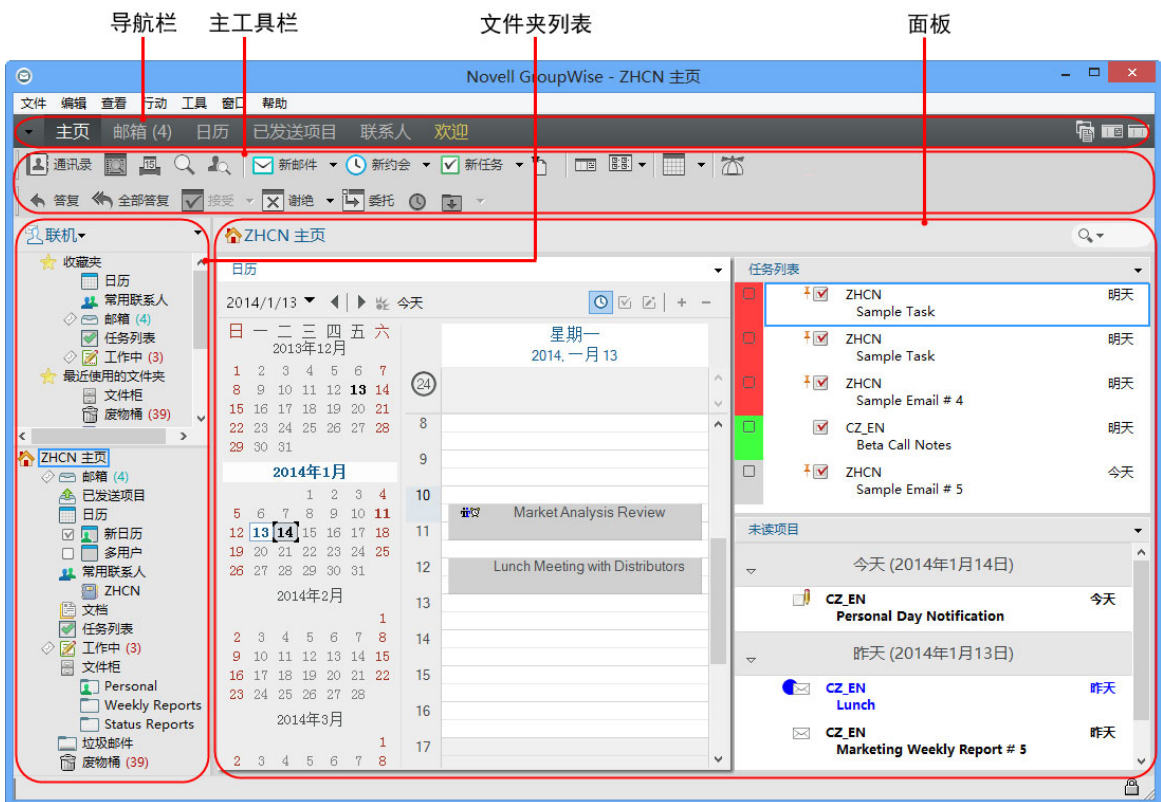 导航栏 主工具栏 文件夹列表 面板
Novell GroupWise - ZHCN 主页
文件 编辑 查看 行动 工具 窗口 帮助
主页 邮箱 (4) 日历 已发送项目 联系人 欢迎
通讯录 新邮件 新约会 新任务
答复 全部答复 接受 谢绝 委托
联机
收藏夹
日历
常用联系人
邮箱 (4)
任务列表
工作中 (3)
最近使用的文件夹
文件柜
废物桶 (39)
ZHCN 主页
邮箱 (4)
已发送项目
日历
新日历
多用户
常用联系人
ZHCN
文档
任务列表
工作中 (3)
文件柜
Personal
Weekly Reports
Status Reports
垃圾邮件
废物桶 (39)
ZHCN 主页
日历
2014/1/13 今天
日 一 二 三 四 五 六
2013年12月
1 2 3 4 5 6 7
8 9 10 11 12 13 14
15 16 17 18 19 20 21
22 23 24 25 26 27 28
29 30 31
2014年1月
1 2 3 4
5 6 7 8 9 10 11
12 13 14 15 16 17 18
19 20 21 22 23 24 25
26 27 28 29 30 31
2014年2月
1
2 3 4 5 6 7 8
9 10 11 12 13 14 15
16 17 18 19 20 21 22
23 24 25 26 27 28
2014年3月
1
2 3 4 5 6 7 8
星期一
2014, 一月 13
24
8
9
10
Market Analysis Review
11
12
Lunch Meeting with Distributors
13
14
15
16
17
任务列表
ZHCN 明天
Sample Task
ZHCN 明天
Sample Task
ZHCN 明天
Sample Email # 4
CZ_EN 明天
Beta Call Notes
ZHCN 今天
Sample Email # 5
未读项目
今天 (2014年1月14日)
CZ_EN 今天
Personal Day Notification
昨天 (2014年1月13日)
CZ_EN 昨天
Lunch
CZ_EN 昨天
Marketing Weekly Report # 5